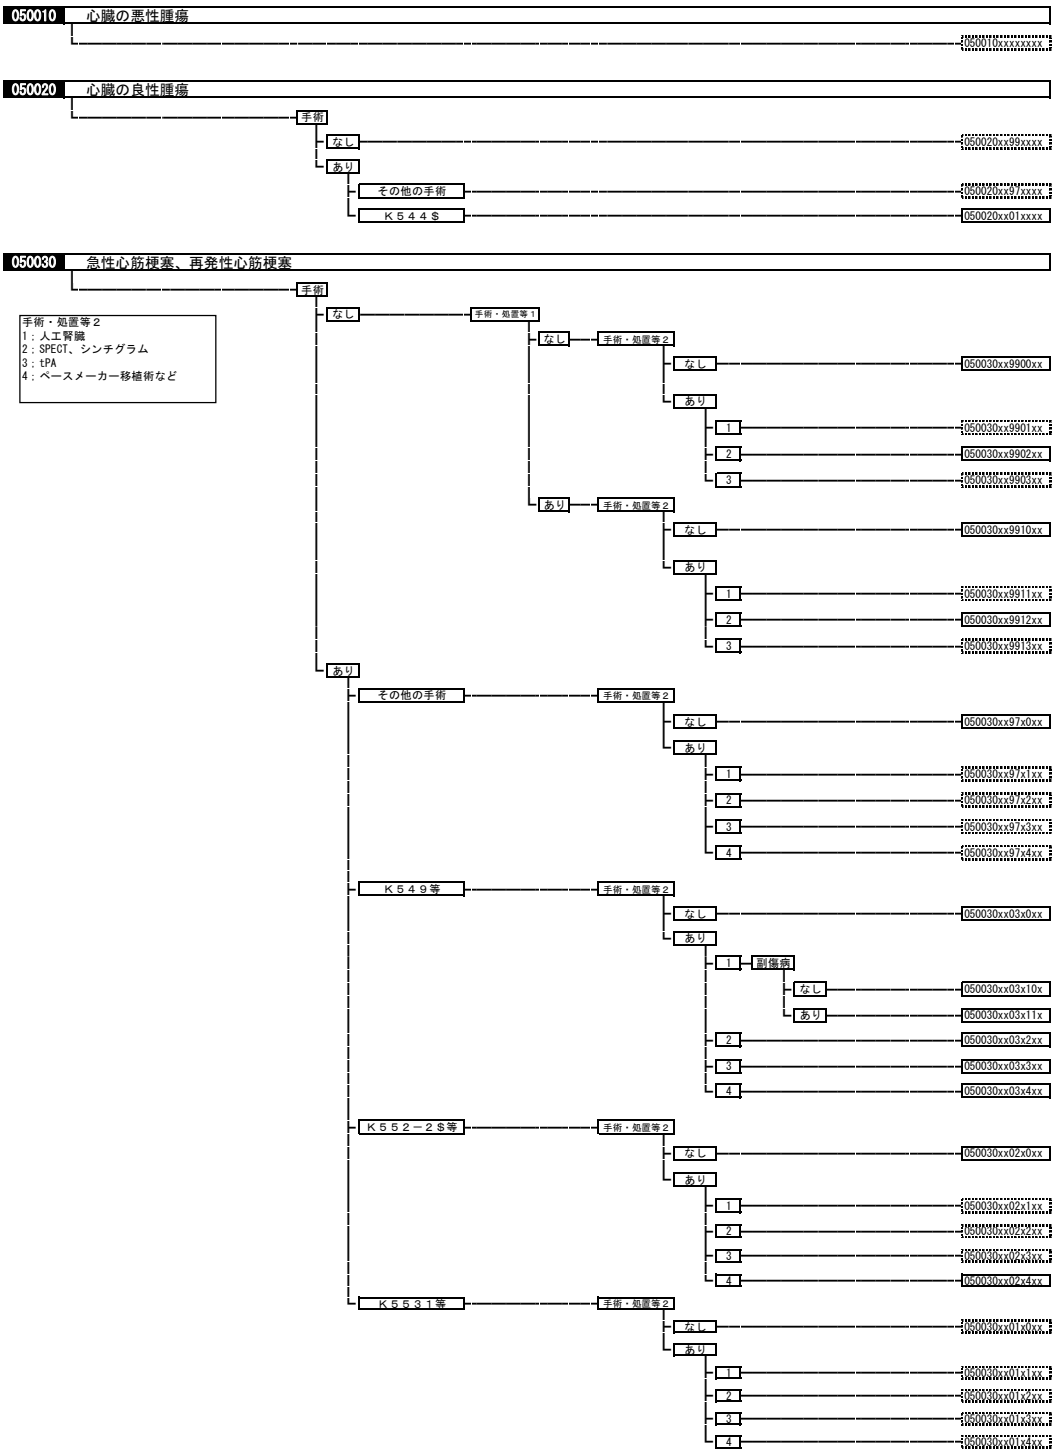 050010 心臓の悪性腫瘍
050010xxxxxxxx
050020 心臓の良性腫瘍
手術
なし 050020xx99xxxx
あり
その他の手術 050020xx97xxxx
K544$ 050020xx01xxxx
050030 急性心筋梗塞、再発性心筋梗塞
手術
なし 手術・処置等1
手術・処置等2
1;人工腎臓
2;SPECT、シンチグラム
3;tPA
4;ペースメーカー移植術など
なし 手術・処置等2
なし 050030xx9900xx
あり
1 050030xx9901xx
2 050030xx9902xx
3 050030xx9903xx
あり 手術・処置等2
なし 050030xx9910xx
あり
1 050030xx9911xx
2 050030xx9912xx
3 050030xx9913xx
あり
その他の手術 手術・処置等2
なし 050030xx97x0xx
あり
1 050030xx97x1xx
2 050030xx97x2xx
3 050030xx97x3xx
4 050030xx97x4xx
K549等 手術・処置等2
なし 050030xx03x0xx
あり
1 副傷病
なし 050030xx03x10x
あり 050030xx03x11x
2 050030xx03x2xx
3 050030xx03x3xx
4 050030xx03x4xx
K552-2$等 手術・処置等2
なし 050030xx02x0xx
あり
1 050030xx02x1xx
2 050030xx02x2xx
3 050030xx02x3xx
4 050030xx02x4xx
K5531等 手術・処置等2
なし 050030xx01x0xx
あり
1 050030xx01x1xx
2 050030xx01x2xx
3 050030xx01x3xx
4 050030xx01x4xx